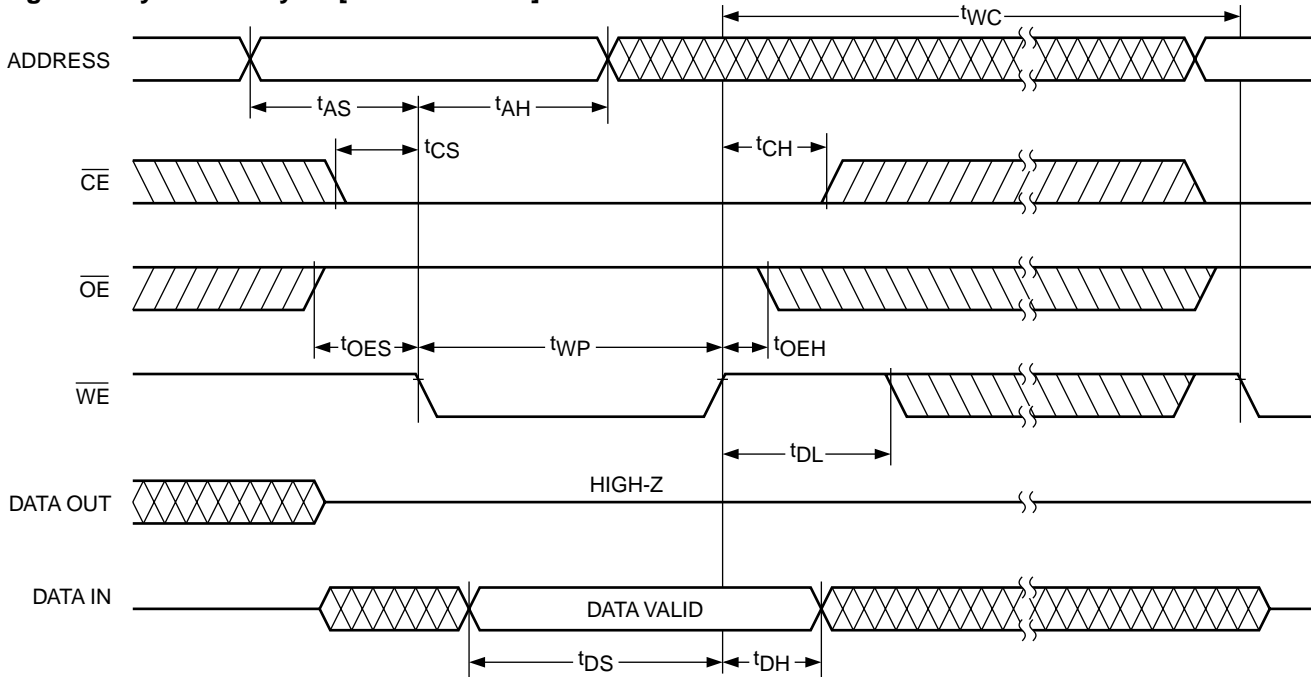 tWC
ADDRESS
tAS
tAH
tCS
tCH
CE
OE
tOES
tWP
tOEH
WE
tDL
HIGH-Z
DATA OUT
DATA IN
DATA VALID
tDS
tDH